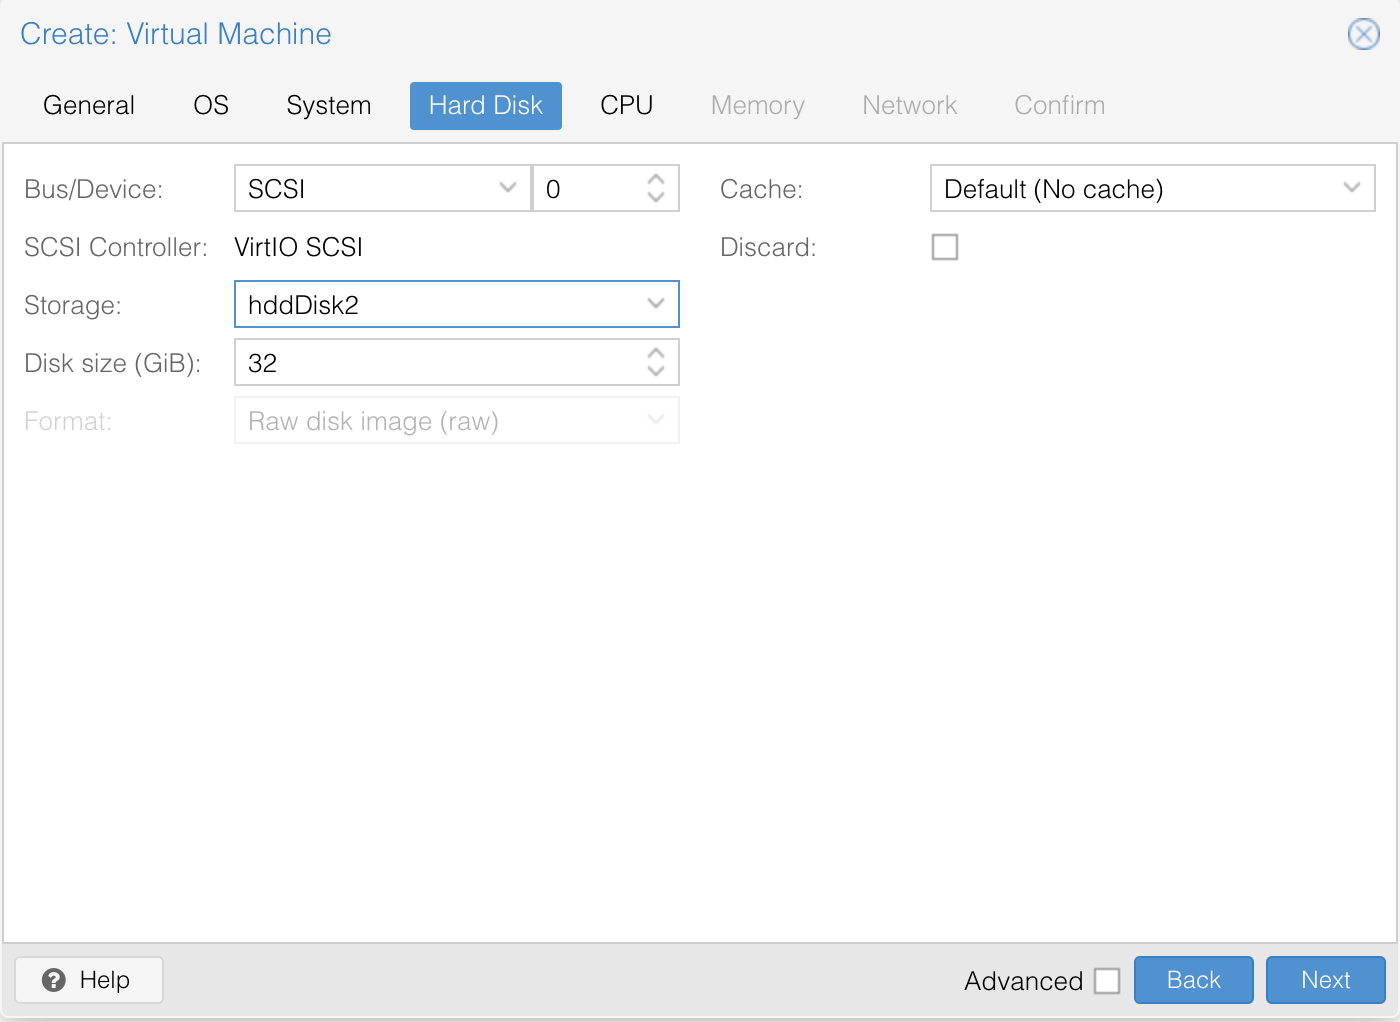 Create: Virtual Machine
General OS System Hard Disk CPU Memory Network Confirm
Bus/Device: SCSI 0 Cache: Default (No cache)
SCSI Controller: VirtIO SCSI Discard:
Storage: hddDisk2
Disk size (GiB): 32
Format: Raw disk image (raw)
? Help Advanced Back Next